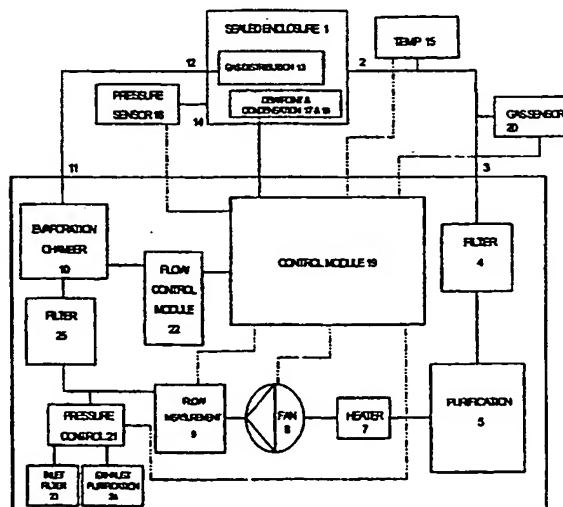 SEALED ENCLOSURE 1
GAS DISTRIBUTION 13
DEWPOINT &
CONDENSATION 17 &
12
2
TEMP 15
PRESSURE
SENSOR 16
14
GAS SENSOR
20
11
3
EVAPORATION
CHAMBER
10
FLOW
CONTROL
MODULE
22
CONTROL MODULE 19
FILTER
4
FILTER
25
PURIFICATION
5
FLOW
MEASUREMENT
9
FAN
8
HEATER
7
PRESSURE
CONTROL 21
INLET
FILTER
23
EXHAUST
PURIFICATION
24